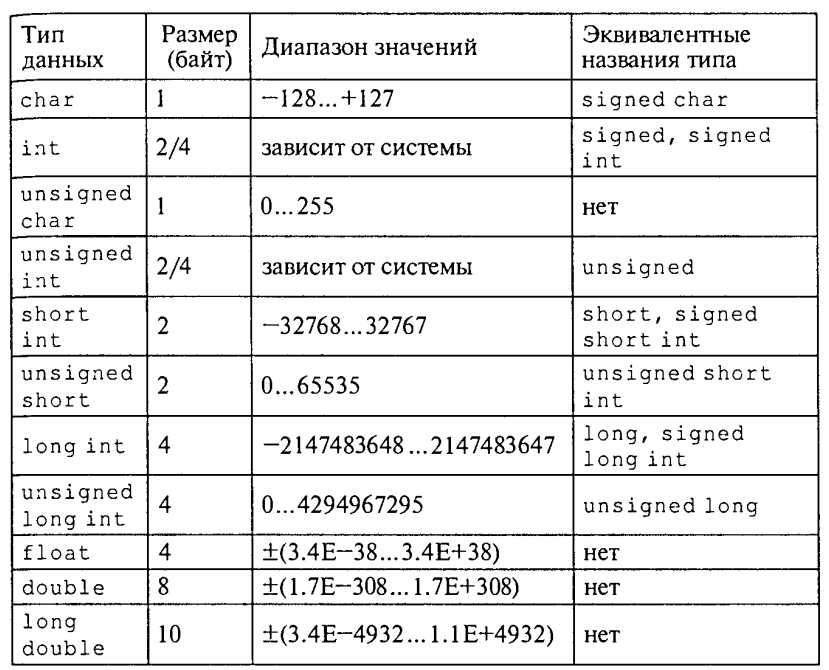 Тип данных | Размер (байт) | Диапазон значений | Эквивалентные названия типа
char | 1 | −128...+127 | signed char
int | 2/4 | зависит от системы | signed, signed int
unsigned char | 1 | 0...255 | нет
unsigned int | 2/4 | зависит от системы | unsigned
short int | 2 | −32768...32767 | short, signed short int
unsigned short | 2 | 0...65535 | unsigned short int
long int | 4 | −2147483648...2147483647 | long, signed long int
unsigned long int | 4 | 0...4294967295 | unsigned long
float | 4 | ±(3.4E−38...3.4E+38) | нет
double | 8 | ±(1.7E−308...1.7E+308) | нет
long double | 10 | ±(3.4E−4932...1.1E+4932) | нет